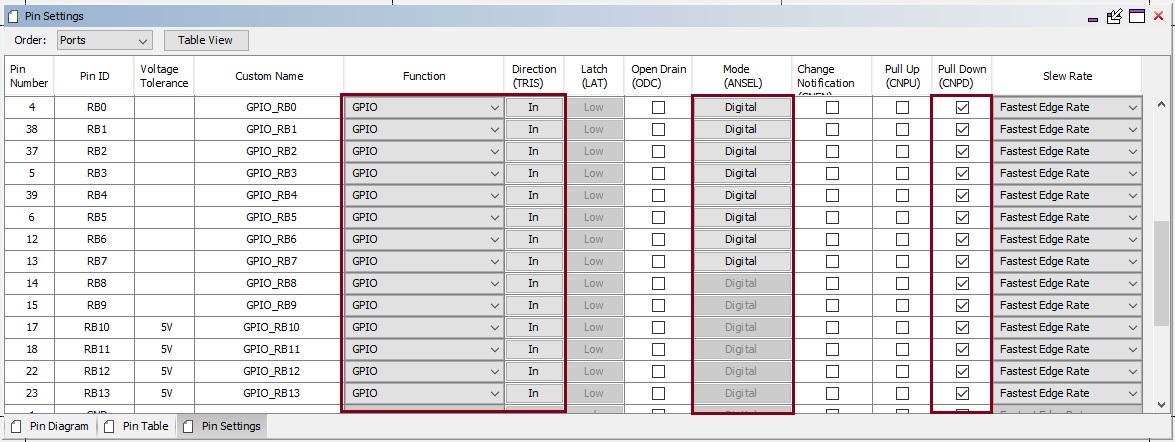 Pin Settings
Order: Ports Table View
Pin Number Pin ID Voltage Tolerance Custom Name Function Direction (TRIS) Latch (LAT) Open Drain (ODC) Mode (ANSEL) Change Notification Pull Up (CNPU) Pull Down (CNPD) Slew Rate
4 RB0 GPIO_RB0 GPIO In Low Digital Fastest Edge Rate
38 RB1 GPIO_RB1 GPIO In Low Digital Fastest Edge Rate
37 RB2 GPIO_RB2 GPIO In Low Digital Fastest Edge Rate
5 RB3 GPIO_RB3 GPIO In Low Digital Fastest Edge Rate
39 RB4 GPIO_RB4 GPIO In Low Digital Fastest Edge Rate
6 RB5 GPIO_RB5 GPIO In Low Digital Fastest Edge Rate
12 RB6 GPIO_RB6 GPIO In Low Digital Fastest Edge Rate
13 RB7 GPIO_RB7 GPIO In Low Digital Fastest Edge Rate
14 RB8 GPIO_RB8 GPIO In Low Digital Fastest Edge Rate
15 RB9 GPIO_RB9 GPIO In Low Digital Fastest Edge Rate
17 RB10 5V GPIO_RB10 GPIO In Low Digital Fastest Edge Rate
18 RB11 5V GPIO_RB11 GPIO In Low Digital Fastest Edge Rate
22 RB12 5V GPIO_RB12 GPIO In Low Digital Fastest Edge Rate
23 RB13 5V GPIO_RB13 GPIO In Low Digital Fastest Edge Rate
Pin Diagram Pin Table Pin Settings